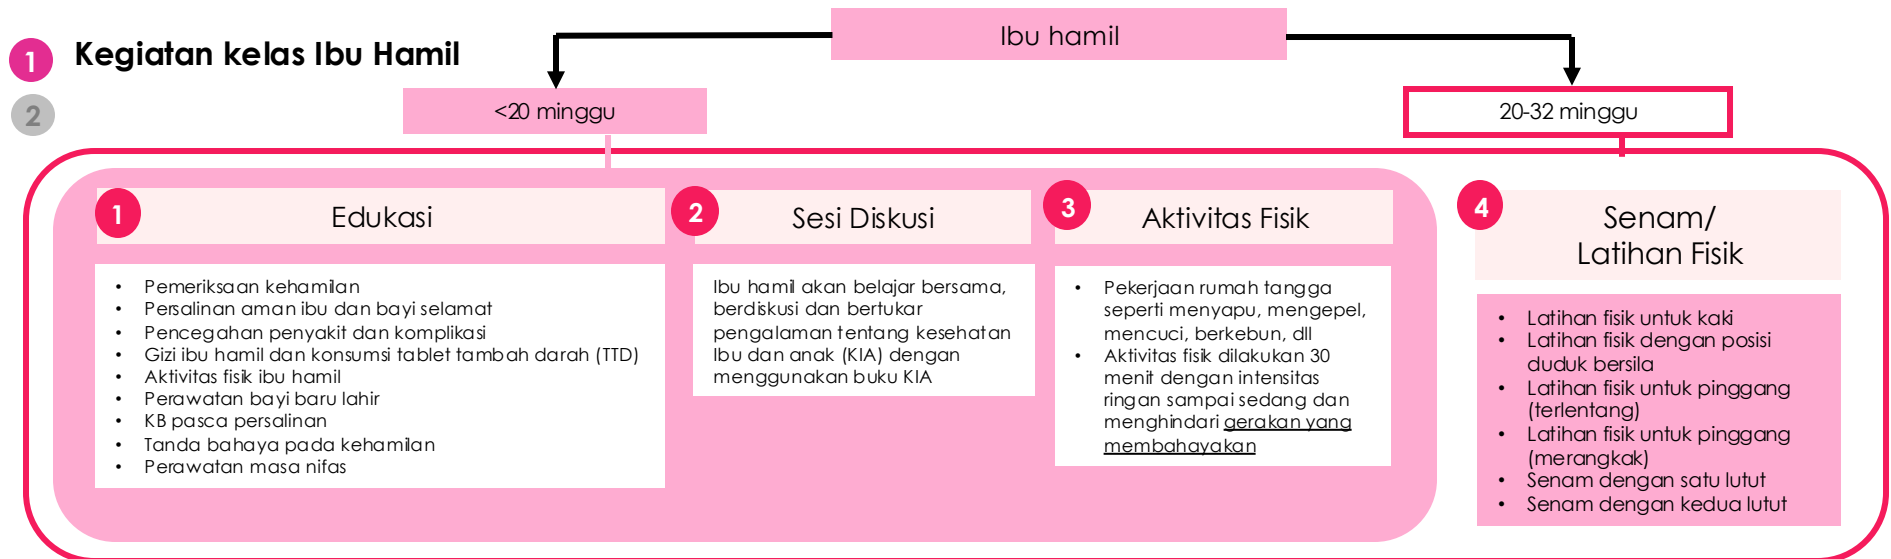 Ibu hamil
1 Kegiatan kelas Ibu Hamil
2
<20 minggu
20-32 minggu
1 Edukasi
• Pemeriksaan kehamilan
• Persalinan aman ibu dan bayi selamat
• Pencegahan penyakit dan komplikasi
• Gizi ibu hamil dan konsumsi tablet tambah darah (TTD)
• Aktivitas fisik ibu hamil
• Perawatan bayi baru lahir
• KB pasca persalinan
• Tanda bahaya pada kehamilan
• Perawatan masa nifas
2 Sesi Diskusi
Ibu hamil akan belajar bersama,
berdiskusi dan bertukar
pengalaman tentang kesehatan
Ibu dan anak (KIA) dengan
menggunakan buku KIA
3 Aktivitas Fisik
• Pekerjaan rumah tangga
seperti menyapu, mengepel,
mencuci, berkebun, dll
• Aktivitas fisik dilakukan 30
menit dengan intensitas
ringan sampai sedang dan
menghindari gerakan yang
membahayakan
4 Senam/
Latihan Fisik
• Latihan fisik untuk kaki
• Latihan fisik dengan posisi
duduk bersila
• Latihan fisik untuk pinggang
(terlentang)
• Latihan fisik untuk pinggang
(merangkak)
• Senam dengan satu lutut
• Senam dengan kedua lutut